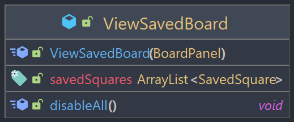 ViewSavedBoard
ViewSavedBoard(BoardPanel)
savedSquares ArrayList<SavedSquare>
disableAll() void